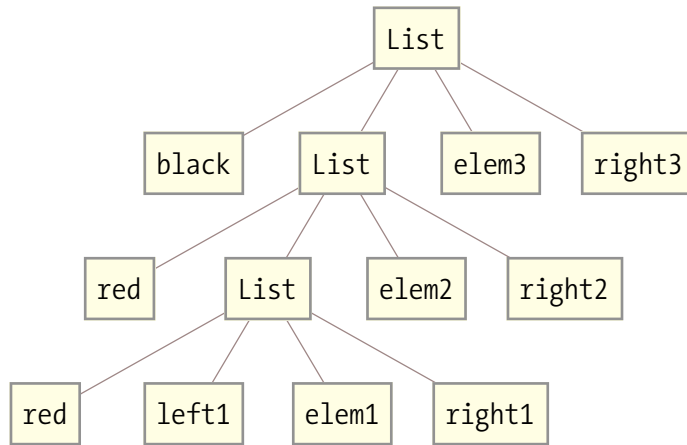 List
black List elem3 right3
red List elem2 right2
red left1 elem1 right1